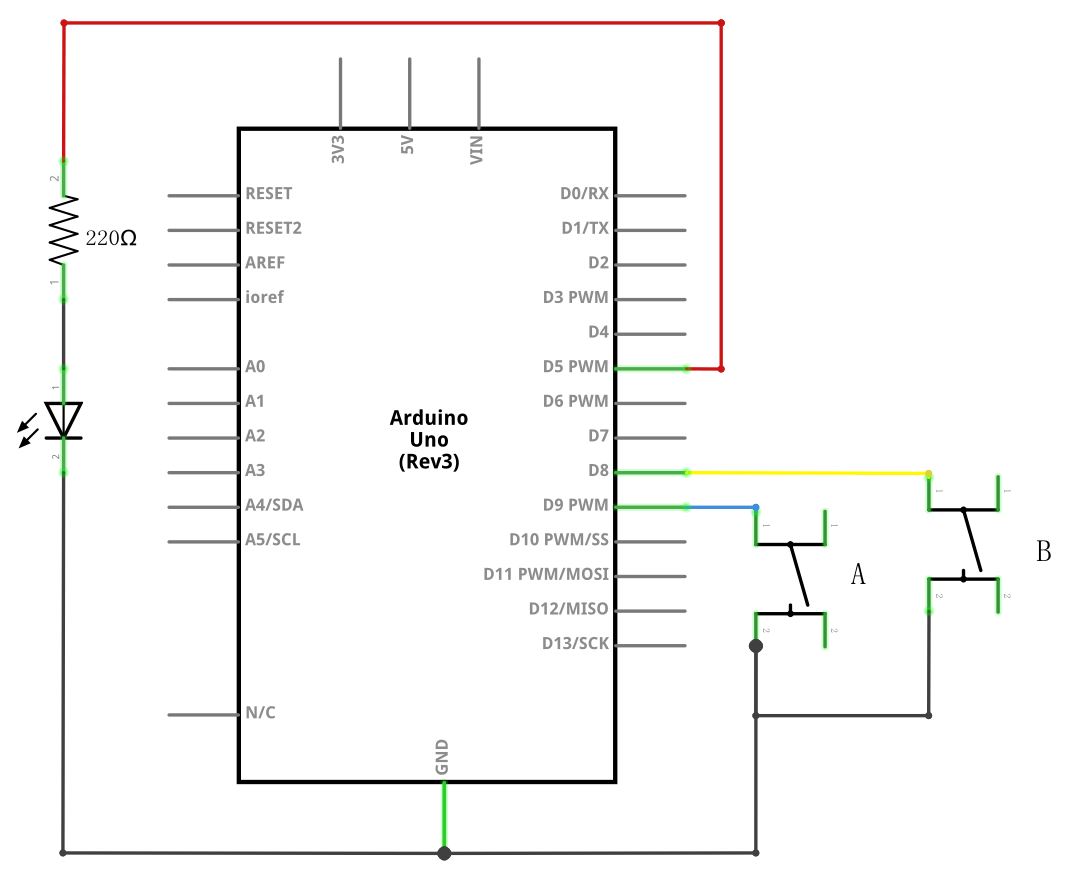 3V3
5V
VIN
RESET
RESET2
AREF
ioref
A0
A1
A2
A3
A4/SDA
A5/SCL
N/C
Arduino
Uno
(Rev3)
D0/RX
D1/TX
D2
D3 PWM
D4
D5 PWM
D6 PWM
D7
D8
D9 PWM
D10 PWM/SS
D11 PWM/MOSI
D12/MISO
D13/SCK
GND
2
220Ω
1
1
2
1
1
2
2
A
1
1
2
2
B